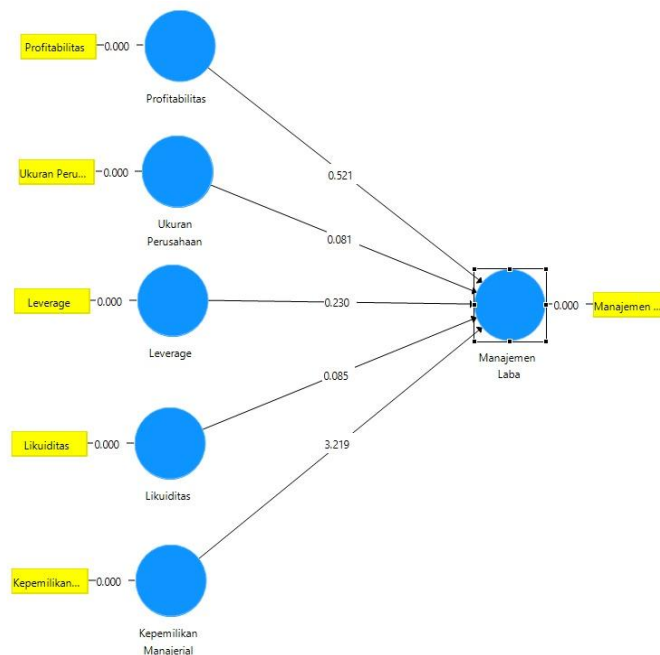 Profitabilitas
0.000
Profitabilitas
0.521
Ukuran Peru...
0.000
Ukuran
Perusahaan
0.081
Leverage
0.000
Leverage
0.230
0.000
Manajemen ...
Manajemen
Laba
Likuiditas
0.000
Likuiditas
0.085
Kepemilikan...
0.000
Kepemilikan
Manajerial
3.219